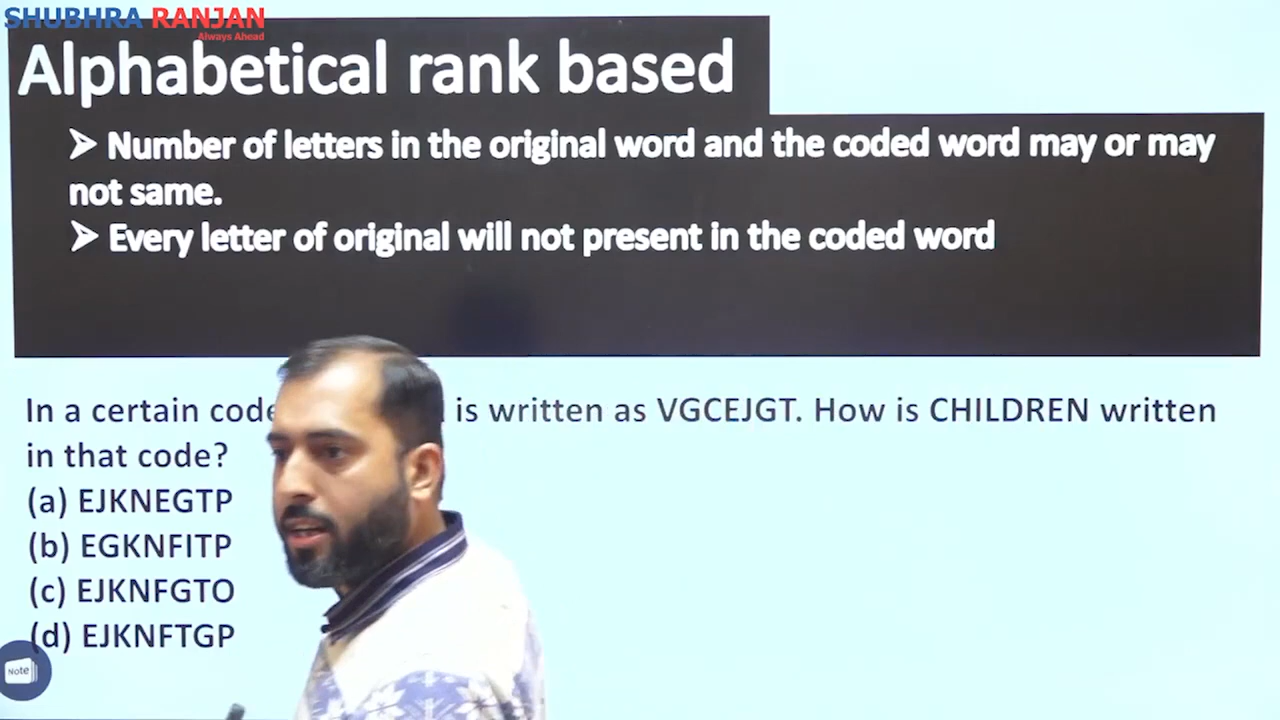 SHUBHRA RANJAN
Always Ahead
Alphabetical rank based
➤ Number of letters in the original word and the coded word may or may
not same.
➤ Every letter of original will not present in the coded word
In a certain code is written as VGCEJGT. How is CHILDREN written
in that code?
(a) EJKNEGTP
(b) EGKNFITP
(c) EJKNFGTO
(d) EJKNFTGP
Note